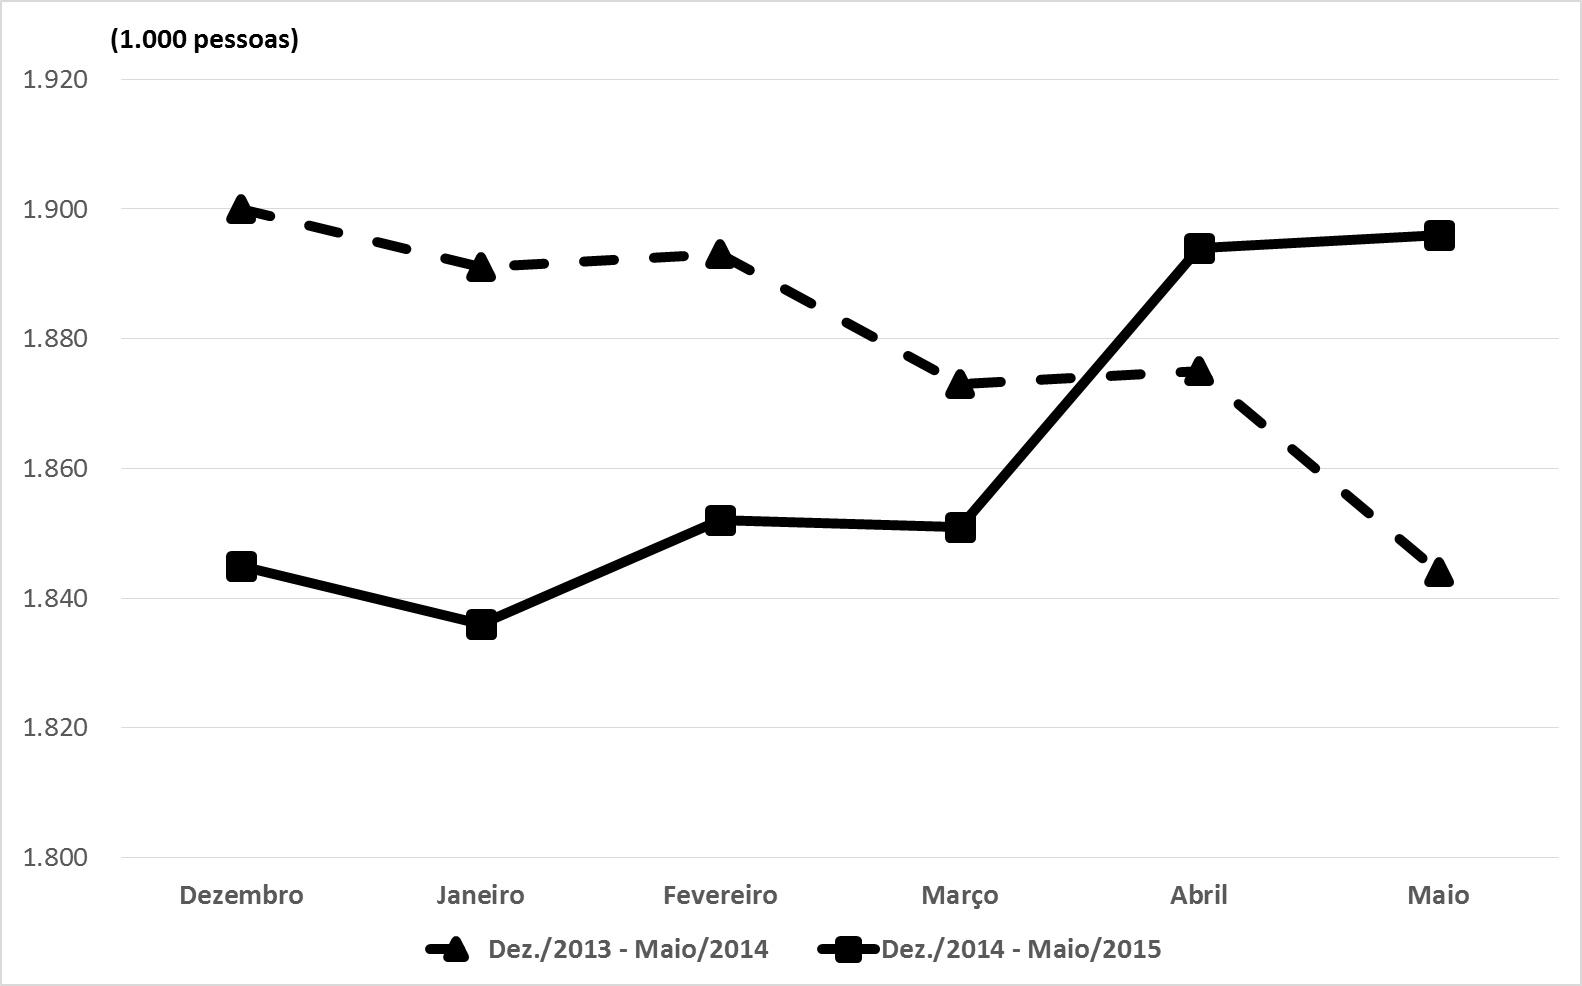 (1.000 pessoas)
1.920
1.900
1.880
1.860
1.840
1.820
1.800
Dezembro Janeiro Fevereiro Março Abril Maio
Dez./2013 - Maio/2014 Dez./2014 - Maio/2015